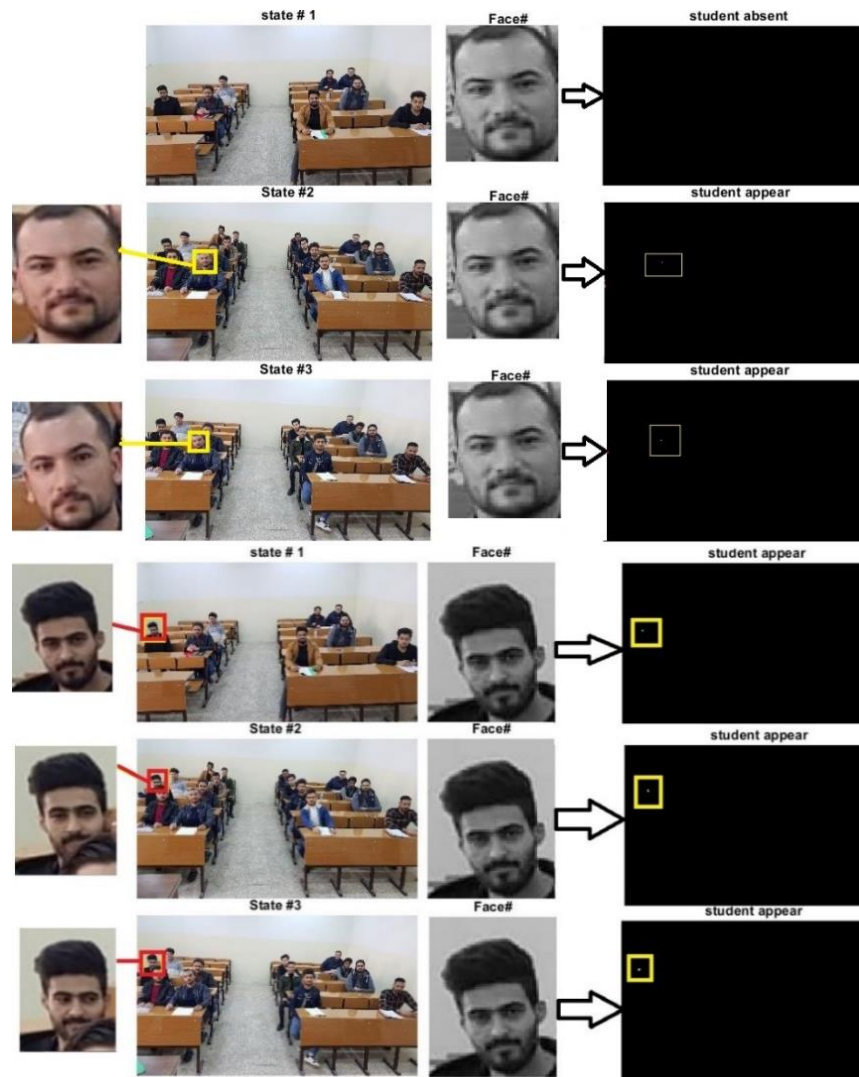 state # 1 Face# student absent
State #2 Face# student appear
State #3 Face# student appear
state # 1 Face# student appear
State #2 Face# student appear
State #3 Face# student appear